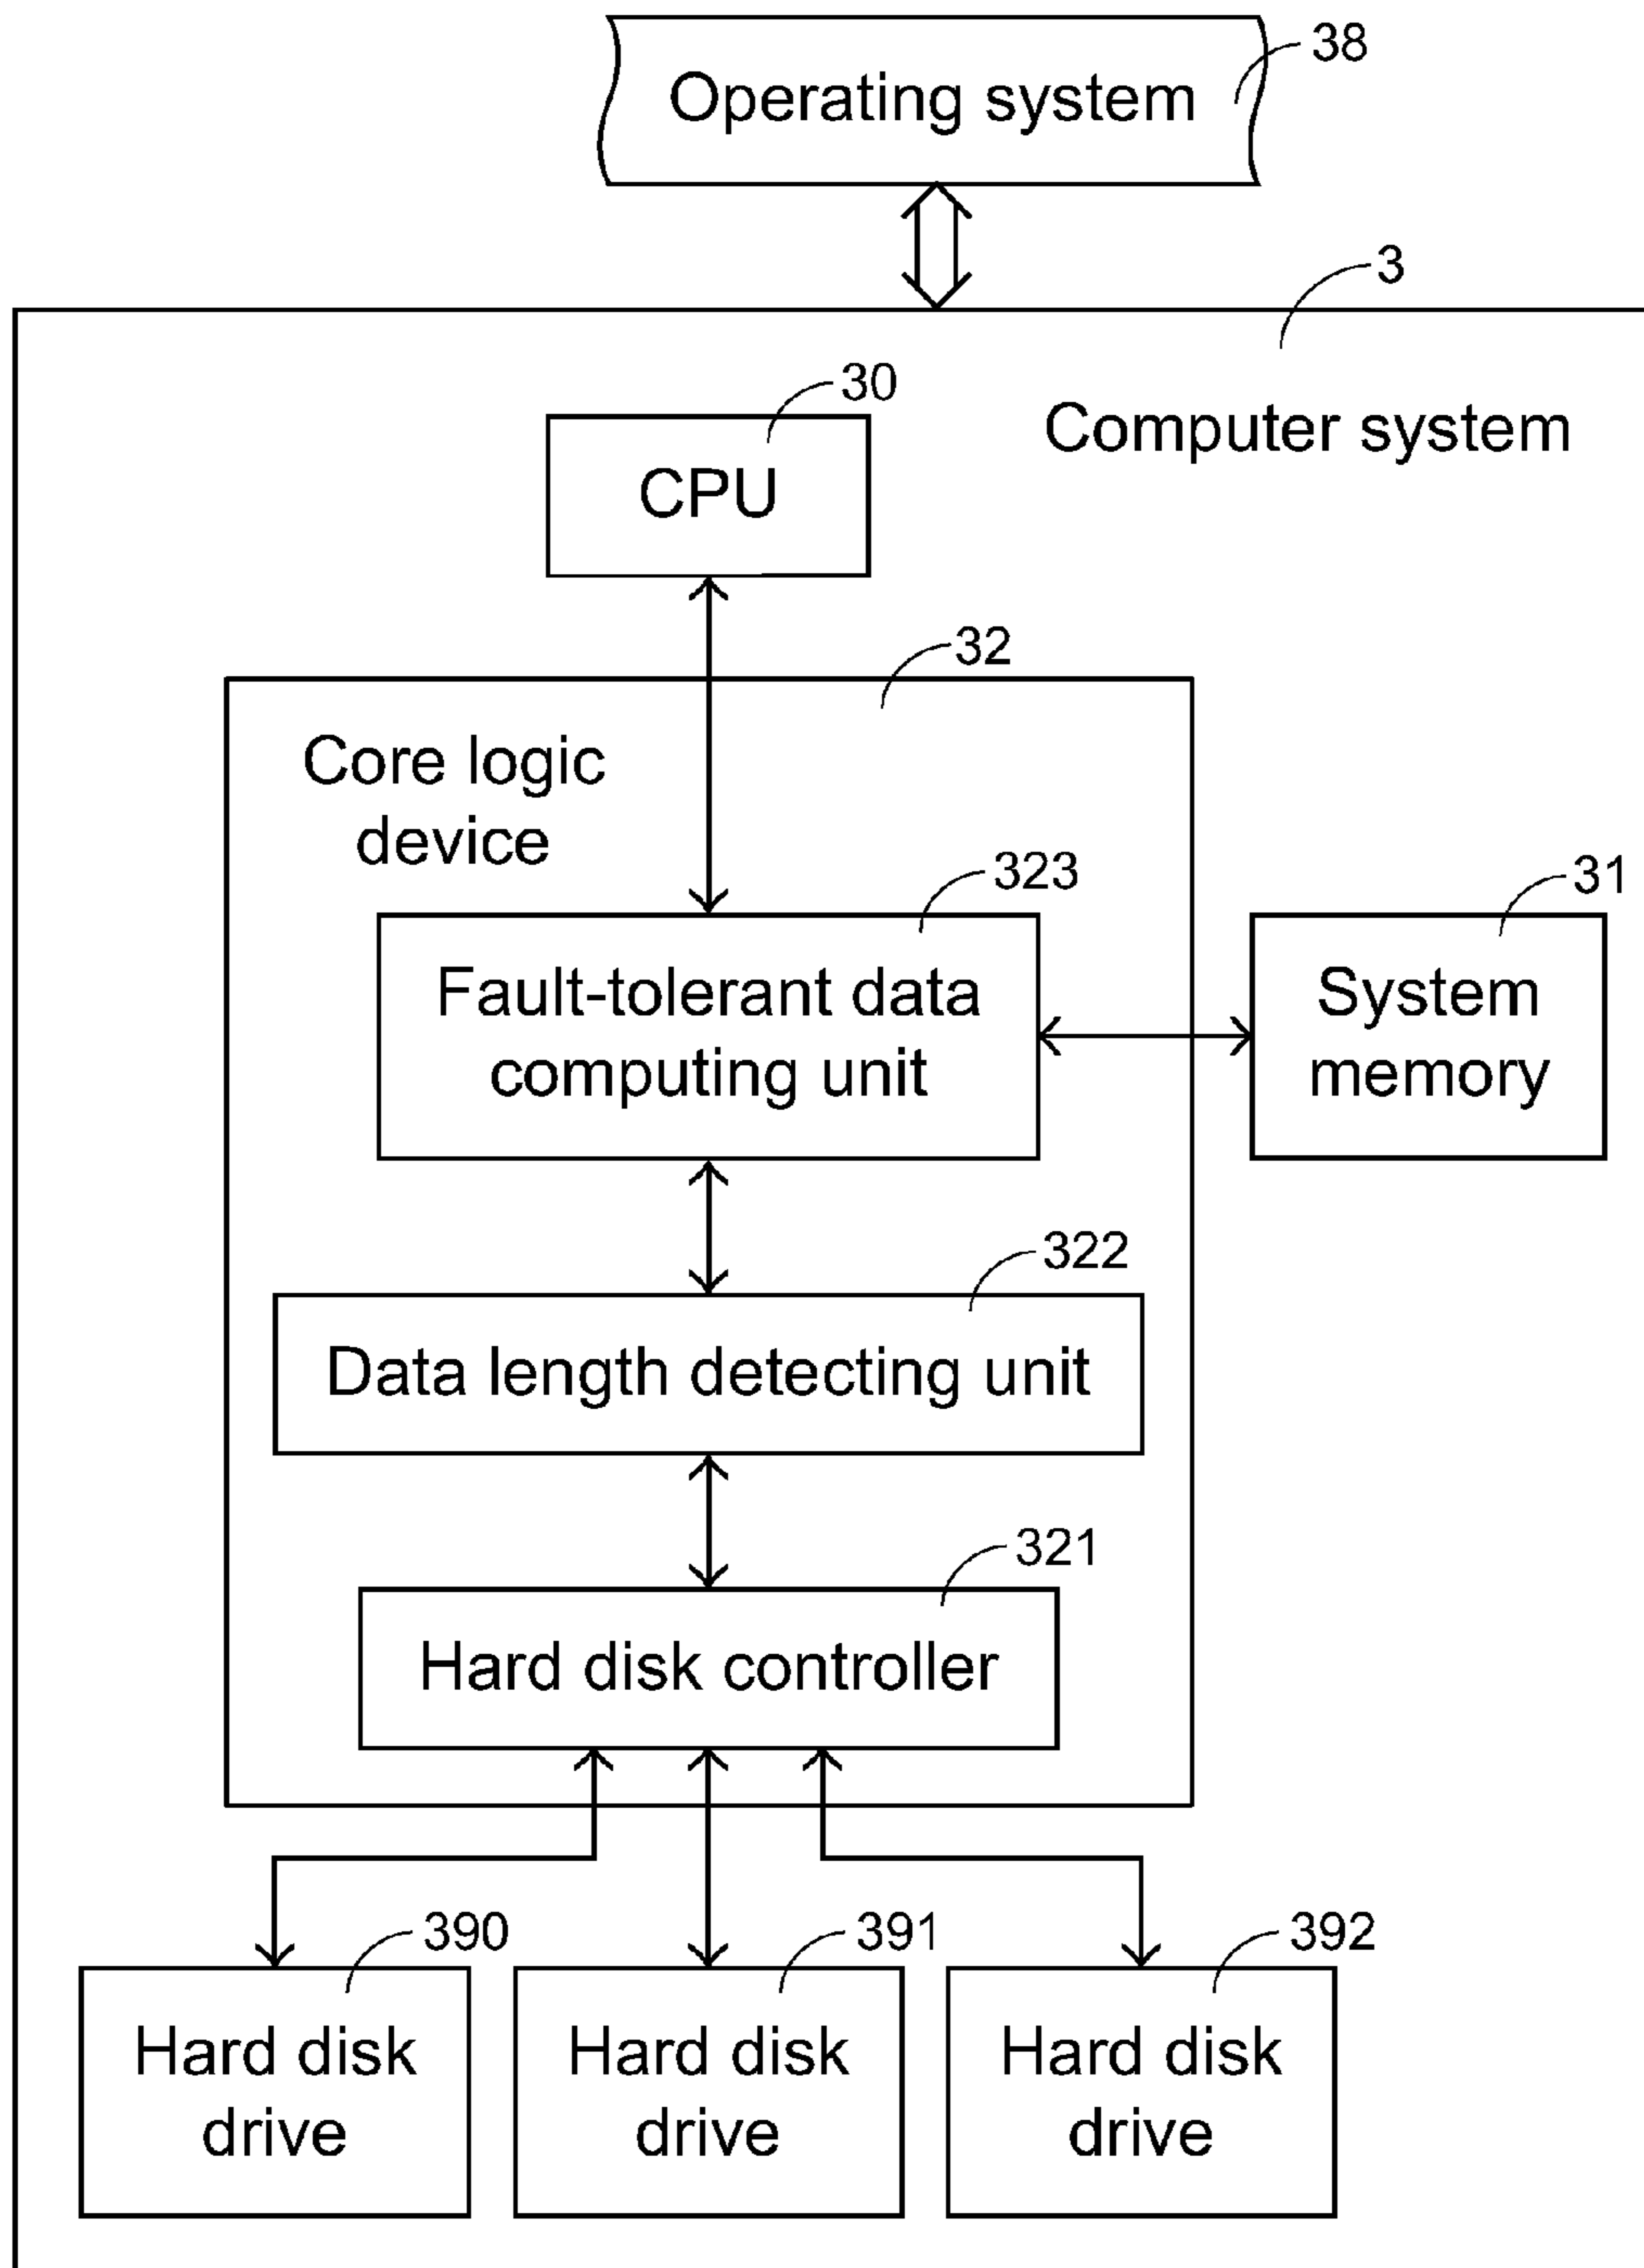 38
Operating system
3
30
Computer system
CPU
32
Core logic
device
323
31
Fault-tolerant data
computing unit
System
memory
322
Data length detecting unit
321
Hard disk controller
390
391
392
Hard disk
drive
Hard disk
drive
Hard disk
drive